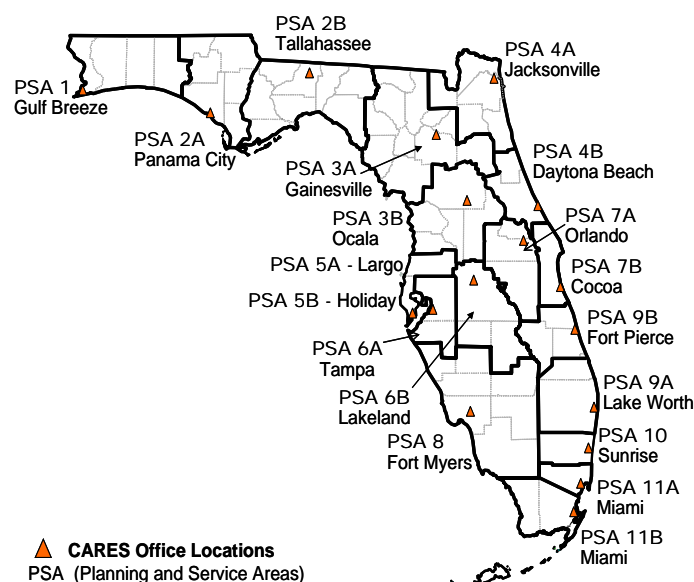 PSA 2B
Tallahassee
PSA 4A
Jacksonville
PSA 1
Gulf Breeze
PSA 2A
Panama City
PSA 3A
Gainesville
PSA 4B
Daytona Beach
PSA 3B
Ocala
PSA 7A
Orlando
PSA 5A - Largo
PSA 7B
Cocoa
PSA 5B - Holiday
PSA 9B
Fort Pierce
PSA 6A
Tampa
PSA 6B
Lakeland
PSA 9A
Lake Worth
PSA 8
Fort Myers
PSA 10
Sunrise
PSA 11A
Miami
PSA 11B
Miami
CARES Office Locations
PSA (Planning and Service Areas)